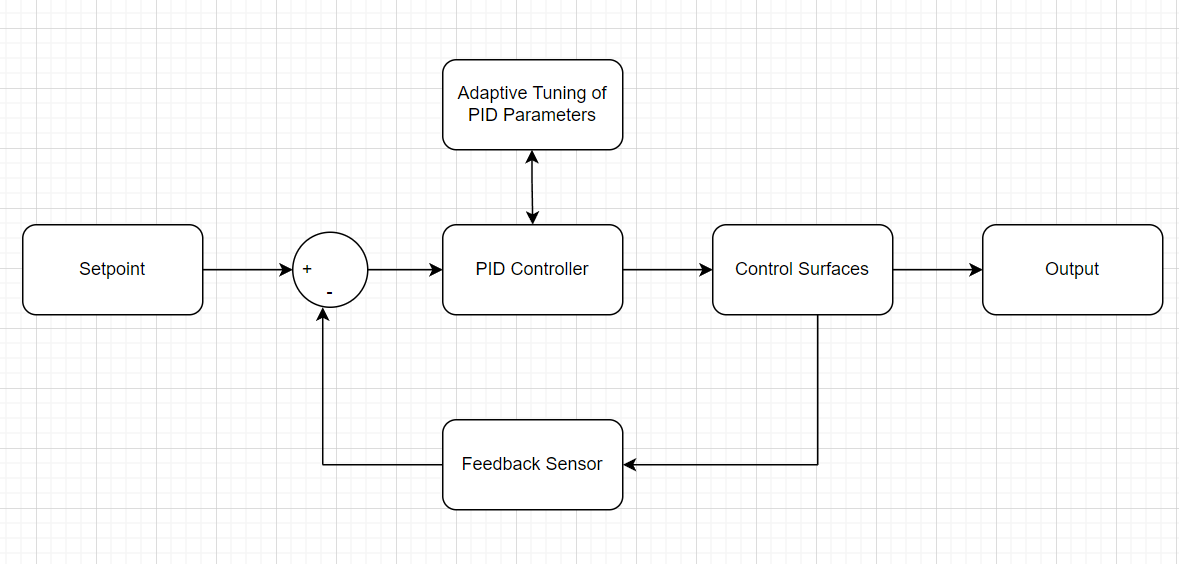 Adaptive Tuning of
PID Parameters
Setpoint
+
-
PID Controller
Control Surfaces
Output
Feedback Sensor